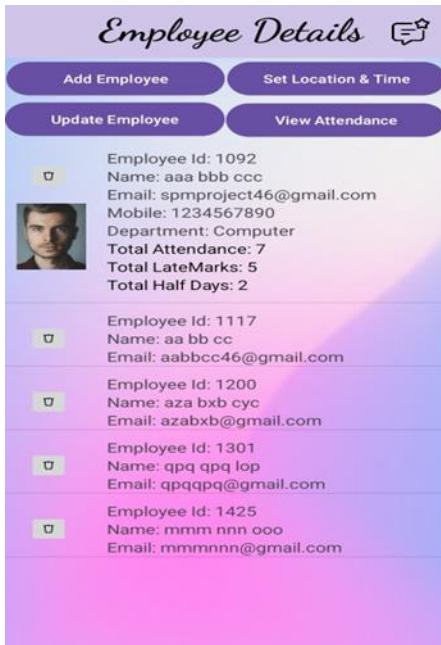 Employee Details
Add Employee
Set Location & Time
Update Employee
View Attendance
Employee Id: 1092
Name: aaa bbb ccc
Email: spmproject46@gmail.com
Mobile: 1234567890
Department: Computer
Total Attendance: 7
Total LateMarks: 5
Total Half Days: 2
Employee Id: 1117
Name: aa bb cc
Email: aabbcc46@gmail.com
Employee Id: 1200
Name: aza bxb cyc
Email: azabxb@gmail.com
Employee Id: 1301
Name: qpq qpq lop
Email: qpqqpq@gmail.com
Employee Id: 1425
Name: mmm nnn ooo
Email: mmmnnn@gmail.com